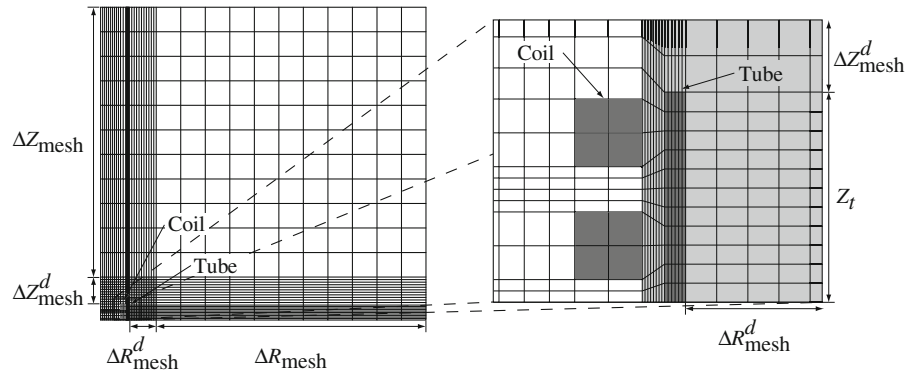 ΔZ_mesh
Coil
Tube
ΔZ^d_mesh
ΔR^d_mesh
ΔR_mesh
Coil
Tube
ΔZ^d_mesh
Z_t
ΔR^d_mesh